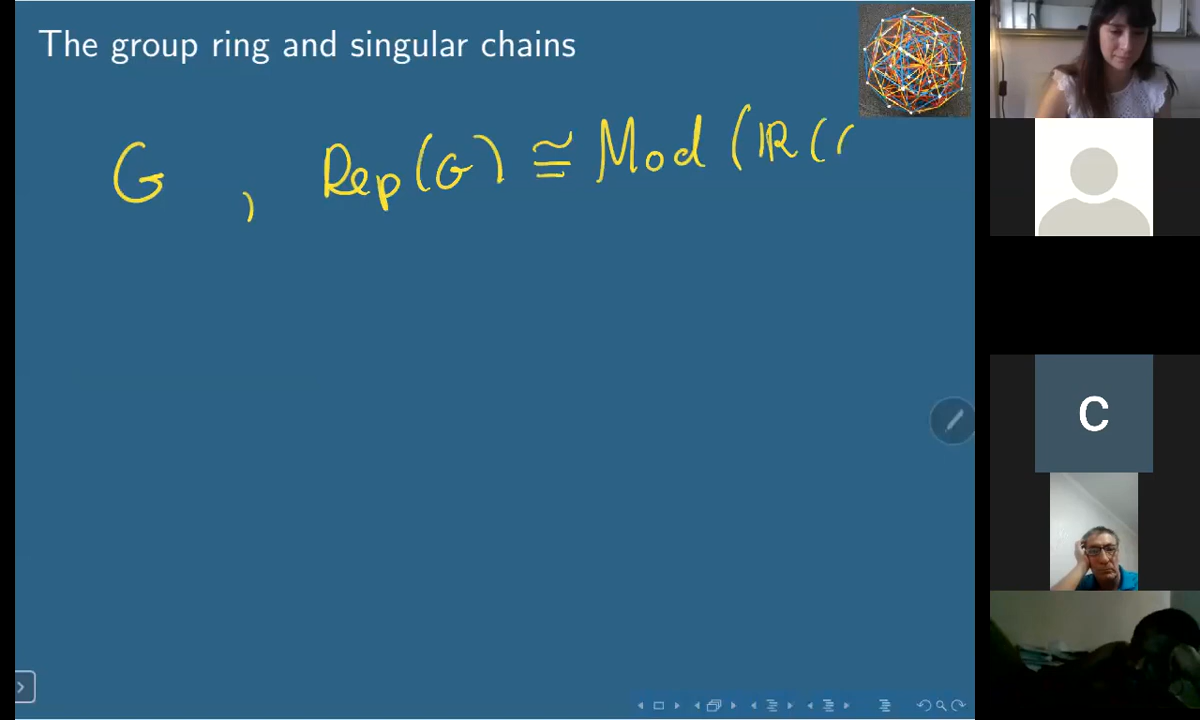 The group ring and singular chains
G , Rep(G) ≅ Mod (ℝ((
C